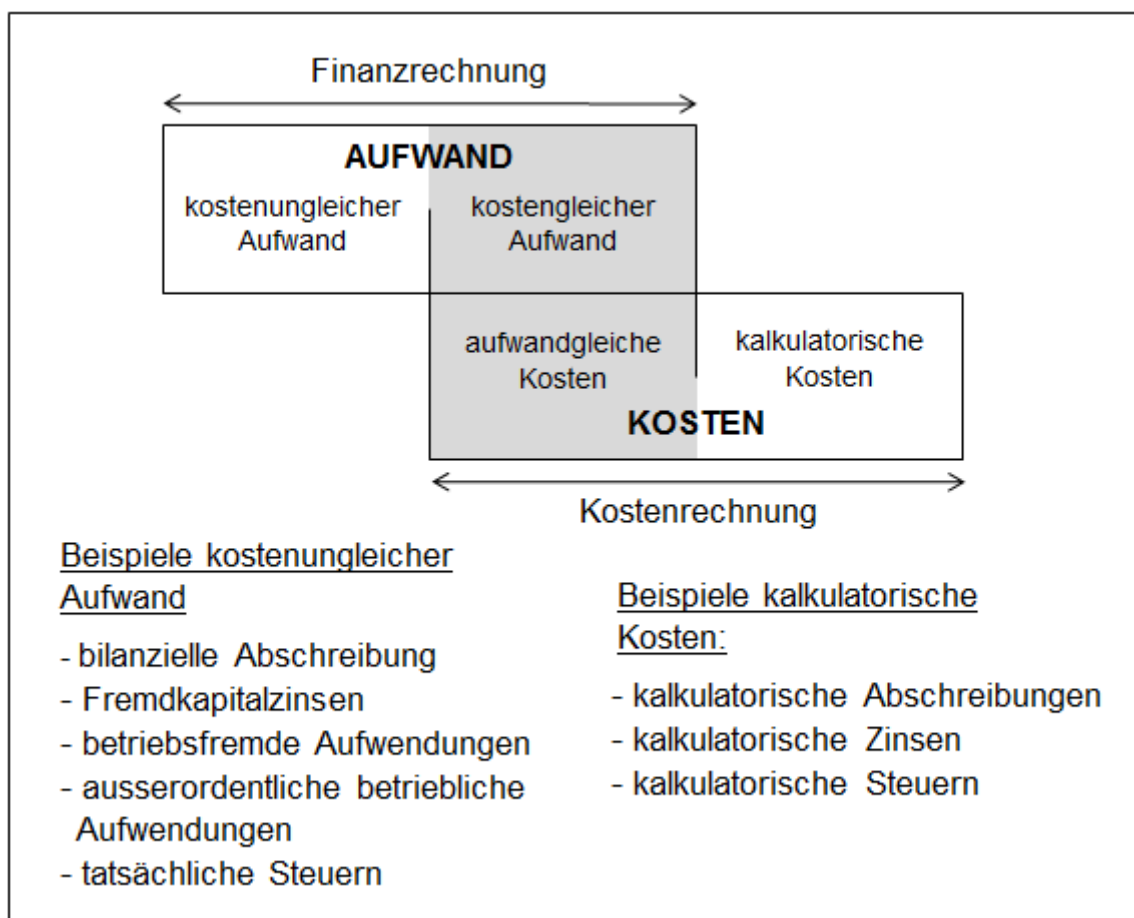 Finanzrechnung
AUFWAND
kostenungleicher
Aufwand
kostengleicher
Aufwand
aufwandgleiche
Kosten
kalkulatorische
Kosten
KOSTEN
Kostenrechnung
Beispiele kostenungleicher
Aufwand
- bilanzielle Abschreibung
- Fremdkapitalzinsen
- betriebsfremde Aufwendungen
- ausserordentliche betriebliche
Aufwendungen
- tatsächliche Steuern
Beispiele kalkulatorische
Kosten:
- kalkulatorische Abschreibungen
- kalkulatorische Zinsen
- kalkulatorische Steuern